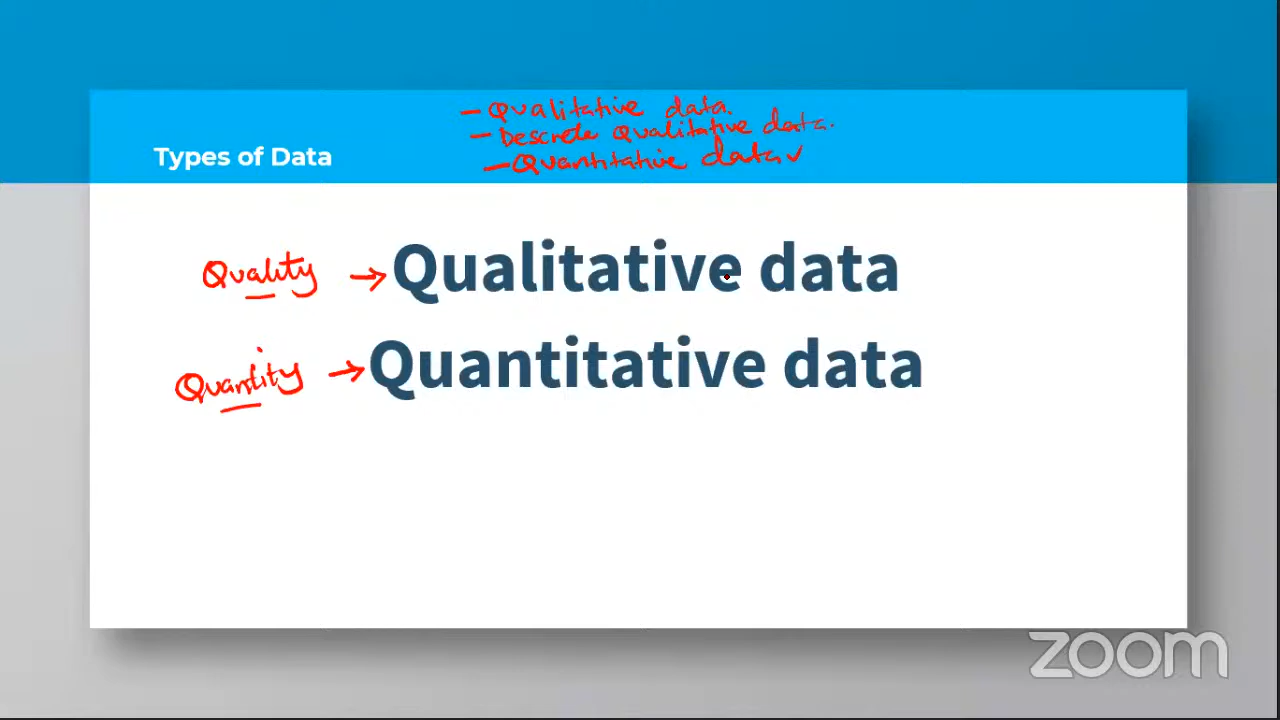 – Qualitative data.
– Descrete Qualitative data.
Types of Data
– Quantitative data ✓
Quality → Qualitative data
Quantity → Quantitative data
zoom